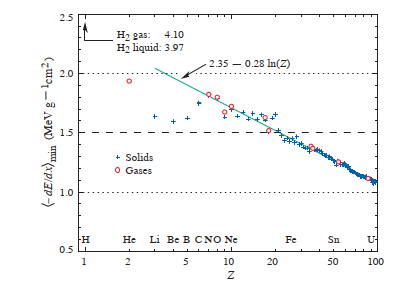 2.5
H2 gas: 4.10
H2 liquid: 3.97
2.35 — 0.28 ln(Z)
2.0
1.5
1.0
0.5
⟨–dE/dx⟩min (MeV g—1cm2)
Solids
Gases
H He Li Be B C N O Ne Fe Sn U
1 2 5 10 20 50 100
Z